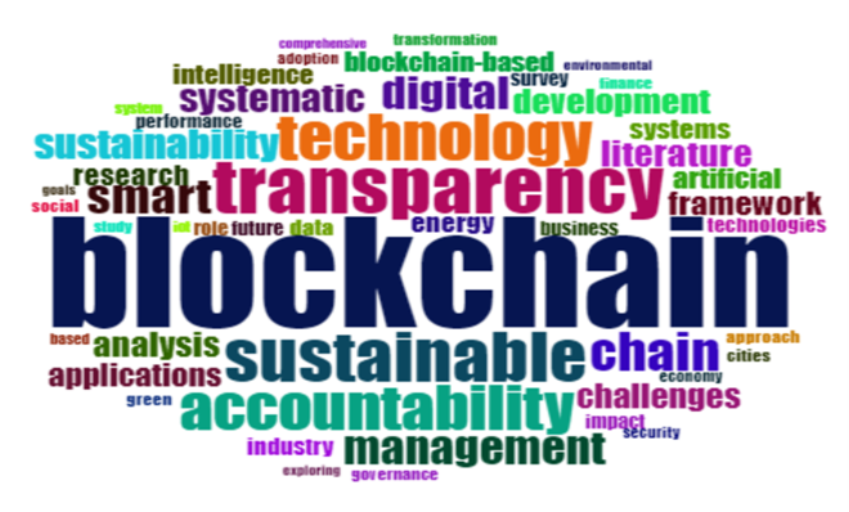 comprehensive transformation
adoption blockchain-based environmental
intelligence survey finance
systematic digital development
system performance technology systems
sustainability literature
research transparency artificial
goals smart framework
social
study iot role future data energy business technologies
blockchain
based analysis sustainable chain approach
applications cities
economy
green accountability challenges
impact
industry management security
exploring governance